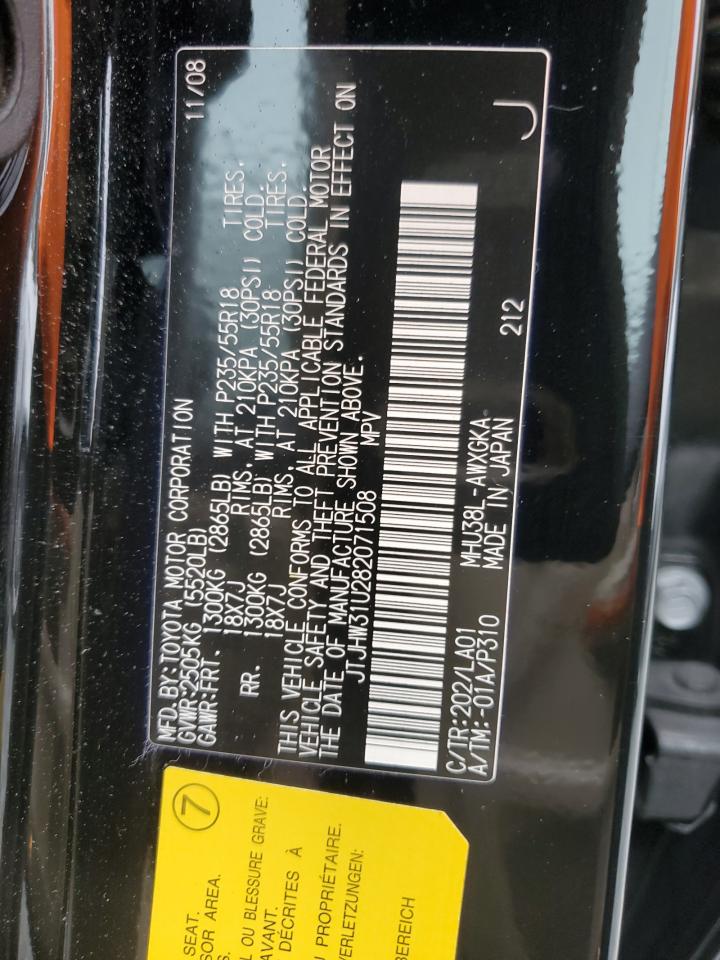 MFD.BY:TOYOTA MOTOR CORPORATION 11/08
GVWR:2505KG (5520LB)
GAWR:FRT. 1300KG (2865LB) WITH P235/55R18 TIRES.
18X7J RIMS, AT 210KPA (30PSI) COLD.
RR. 1300KG (2865LB) WITH P235/55R18 TIRES.
18X7J RIMS, AT 210KPA (30PSI) COLD.
THIS VEHICLE CONFORMS TO ALL APPLICABLE FEDERAL MOTOR
VEHICLE SAFETY AND THEFT PREVENTION STANDARDS IN EFFECT ON
THE DATE OF MANUFACTURE SHOWN ABOVE.
JTJHW31U282071508 MPV
C/TR:202/LA01 MHU38L-AWXGKA
A/TM:-01A/P310 MADE IN JAPAN 212 J
7
SEAT.
SOR AREA.
S.
L OU BLESSURE GRAVE:
AVANT.
DÉCRITES À
U PROPRIÉTAIRE.
VERLETZUNGEN:
BEREICH